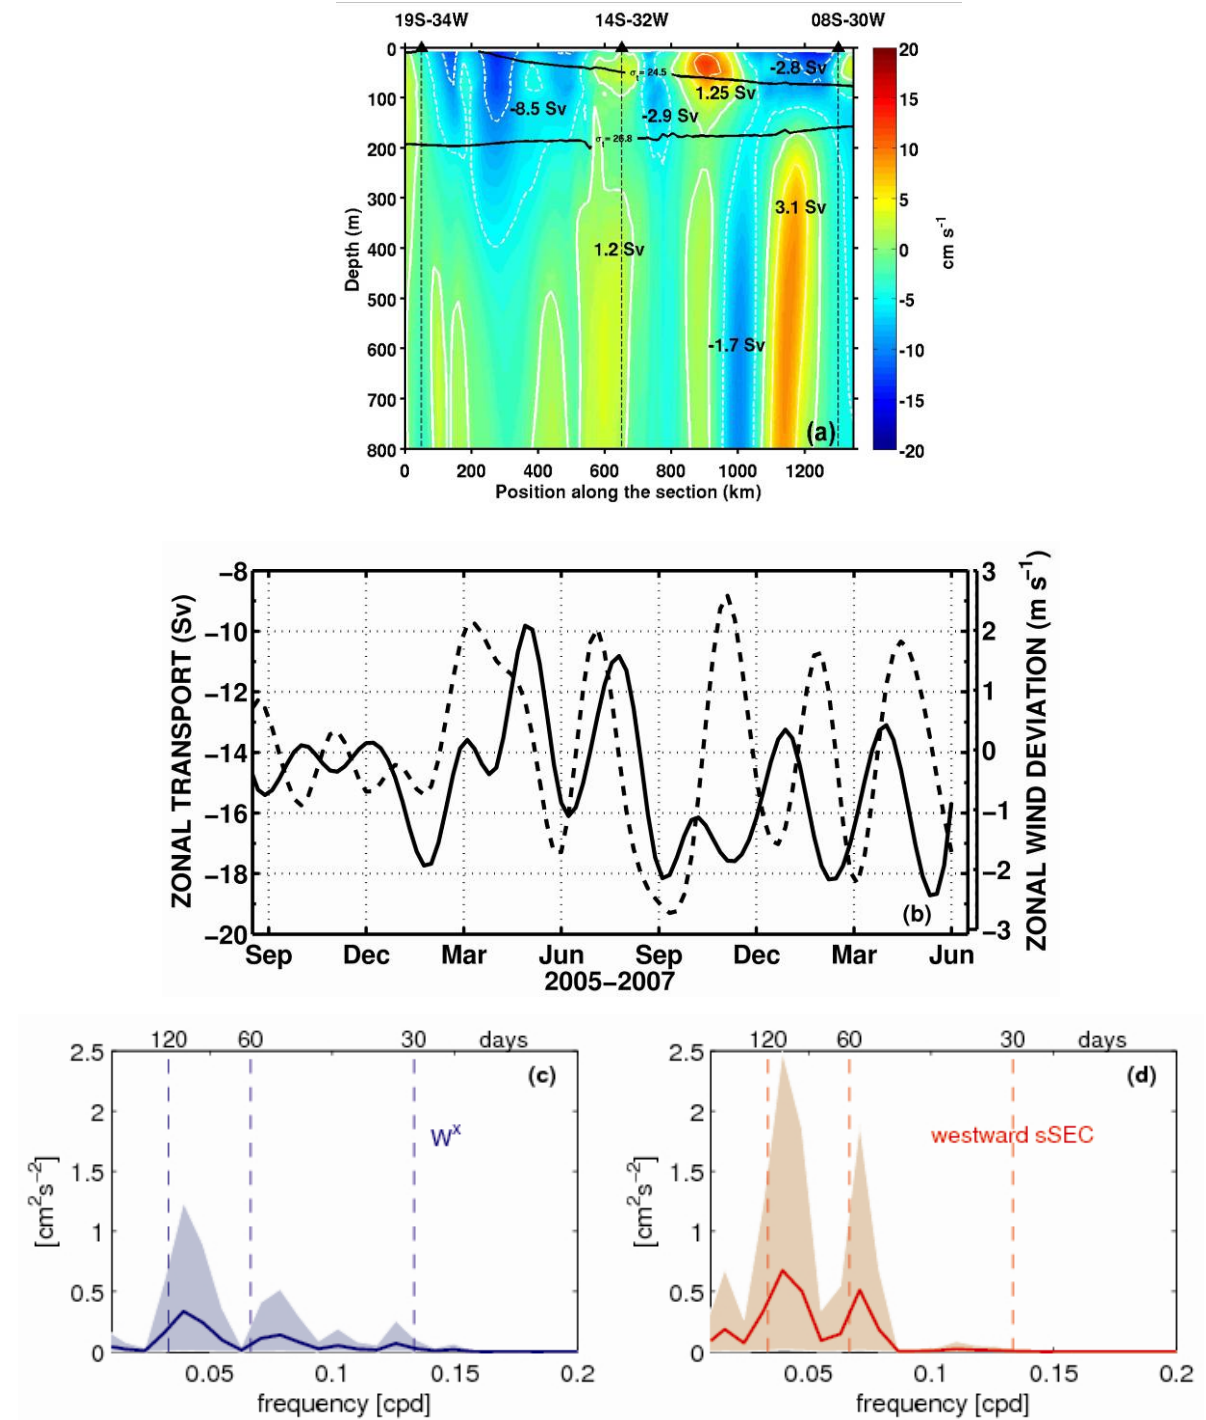 19S-34W 14S-32W 08S-30W
0 100 200 300 400 500 600 700 800
Depth (m)
σt= 24.5
σt= 26.8
-8.5 Sv
-2.9 Sv
1.25 Sv
-2.8 Sv
1.2 Sv
3.1 Sv
-1.7 Sv
(a)
0 200 400 600 800 1000 1200
Position along the section (km)
20 15 10 5 0 -5 -10 -15 -20
cm s-1
ZONAL TRANSPORT (Sv)
−8 −10 −12 −14 −16 −18 −20
3 2 1 0 −1 −2 −3
ZONAL WIND DEVIATION (m s−1)
(b)
Sep Dec Mar Jun Sep Dec Mar Jun
2005−2007
120 60 30 days
(c)
Wx
[cm2s−2]
2.5 2 1.5 1 0.5 0
0.05 0.1 0.15 0.2
frequency [cpd]
120 60 30 days
(d)
westward sSEC
[cm2s−2]
2.5 2 1.5 1 0.5 0
0.05 0.1 0.15 0.2
frequency [cpd]